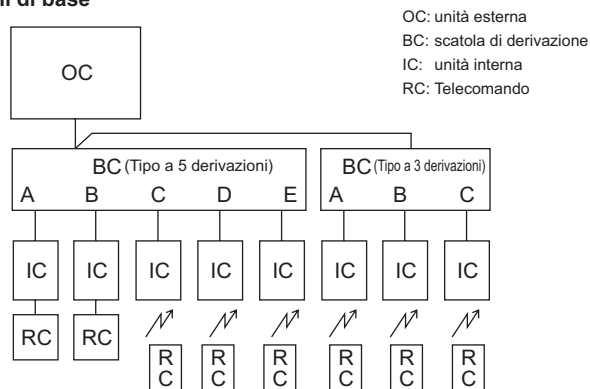 di base
OC: unità esterna
BC: scatola di derivazione
IC: unità interna
RC: Telecomando
OC
BC (Tipo a 5 derivazioni)
BC (Tipo a 3 derivazioni)
A B C D E A B C
IC IC IC IC IC IC IC IC
RC RC
R R R R R R
C C C C C C